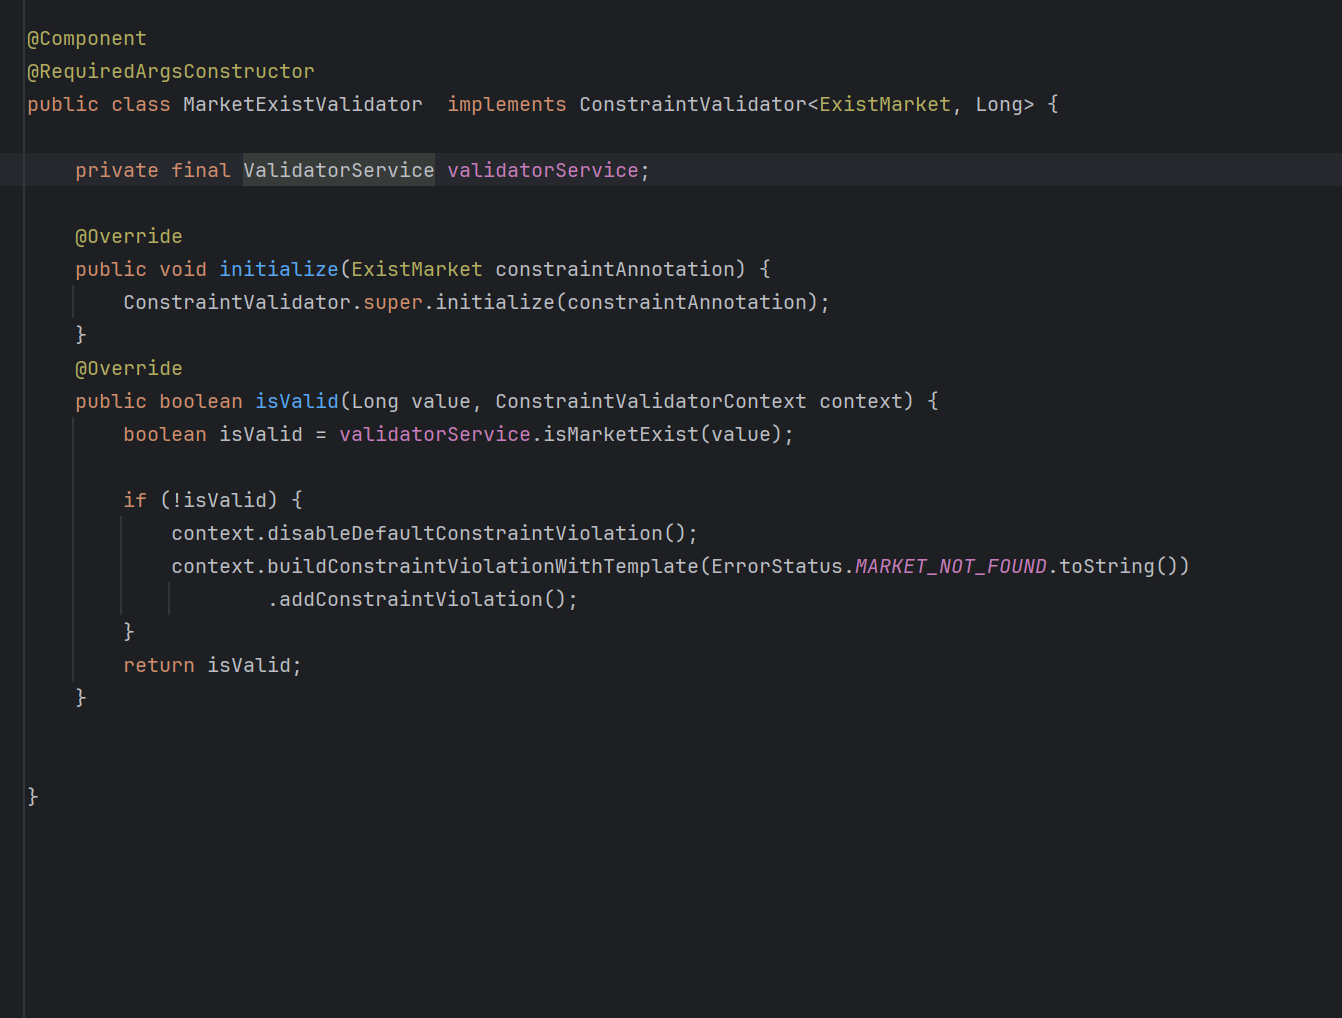 @Component
@RequiredArgsConstructor
public class MarketExistValidator  implements ConstraintValidator<ExistMarket, Long> {
    private final ValidatorService validatorService;
    @Override
    public void initialize(ExistMarket constraintAnnotation) {
        ConstraintValidator.super.initialize(constraintAnnotation);
    }
    @Override
    public boolean isValid(Long value, ConstraintValidatorContext context) {
        boolean isValid = validatorService.isMarketExist(value);
        if (!isValid) {
            context.disableDefaultConstraintViolation();
            context.buildConstraintViolationWithTemplate(ErrorStatus.MARKET_NOT_FOUND.toString())
                    .addConstraintViolation();
        }
        return isValid;
    }
}